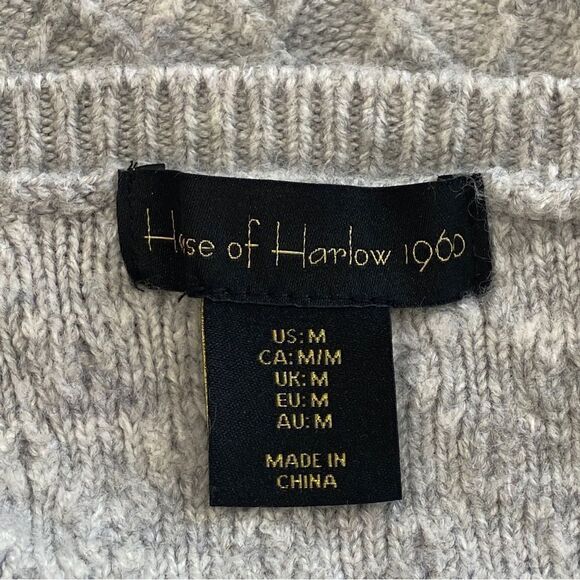 House of Harlow 1960
US: M
CA: M/M
UK: M
EU: M
AU: M
MADE IN
CHINA